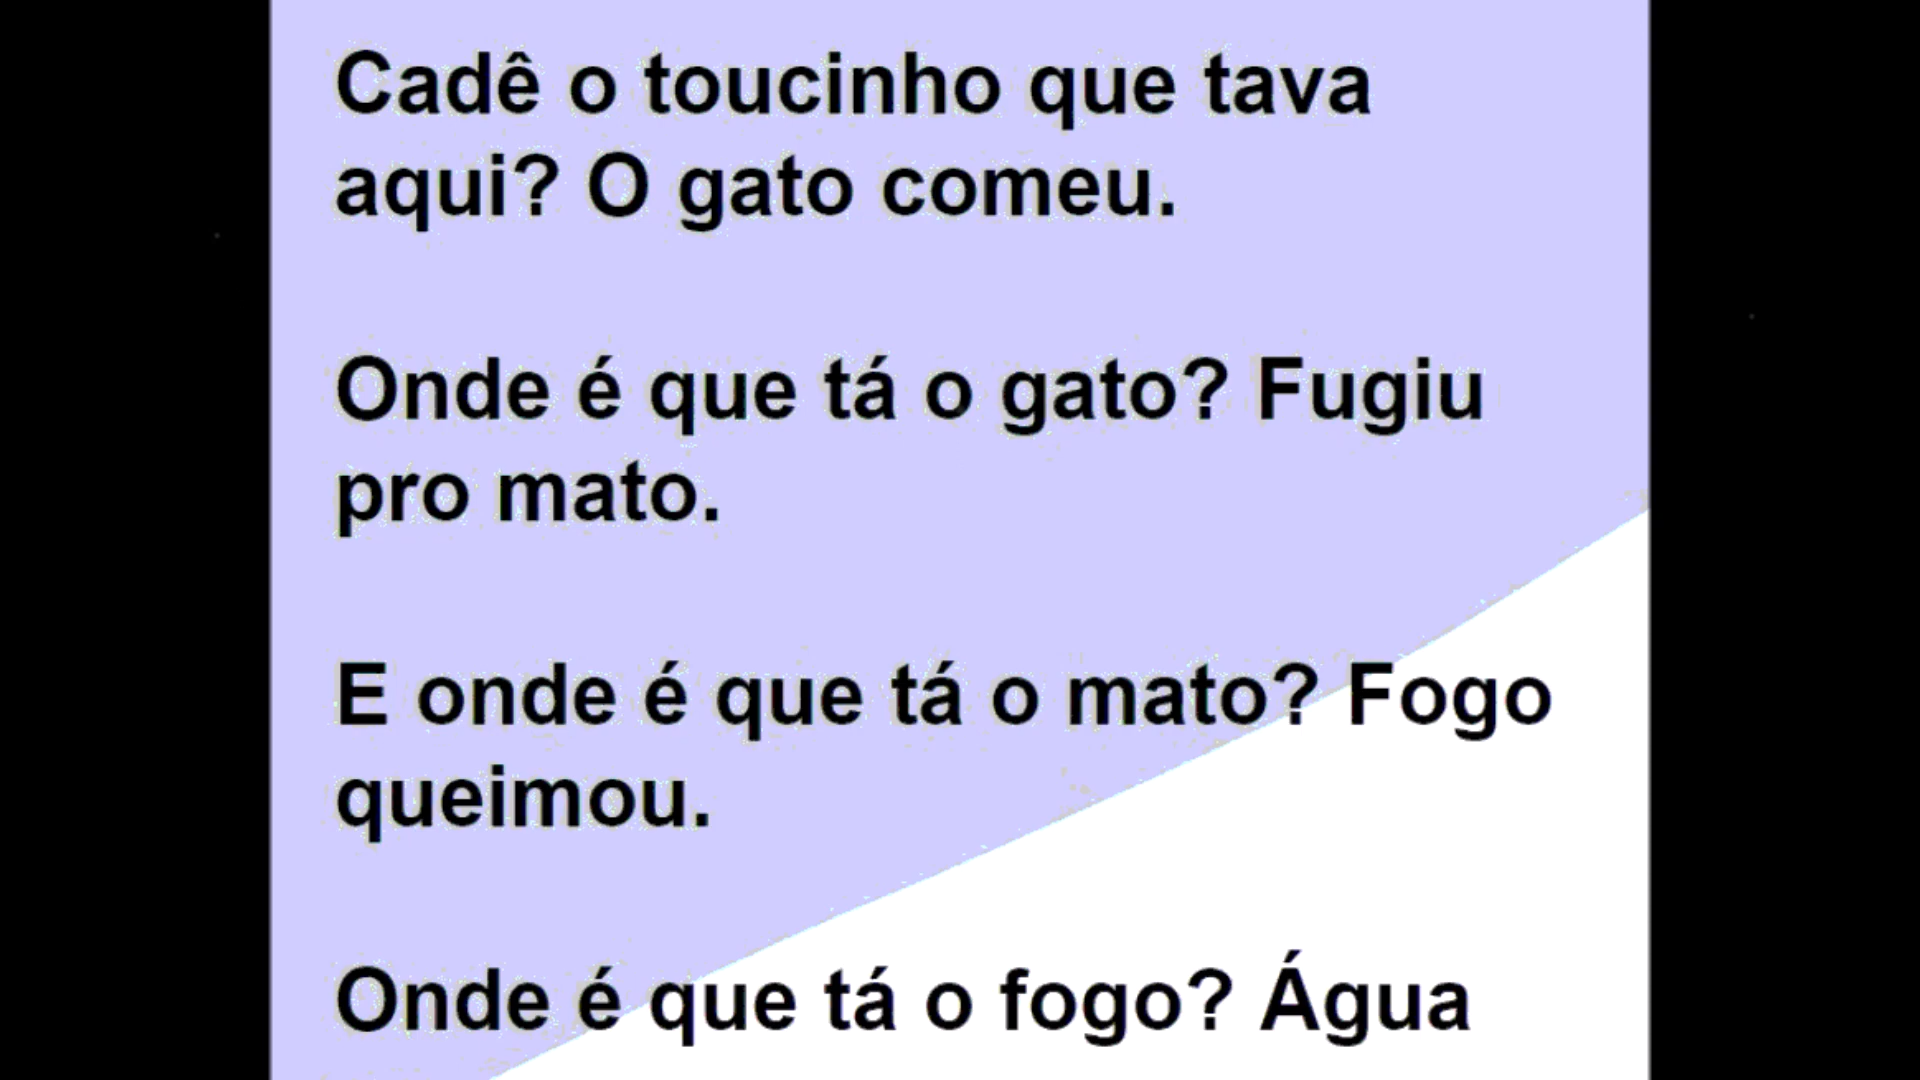 Cadê o toucinho que tava
aqui? O gato comeu.
Onde é que tá o gato? Fugiu
pro mato.
E onde é que tá o mato? Fogo
queimou.
Onde é que tá o fogo? Água